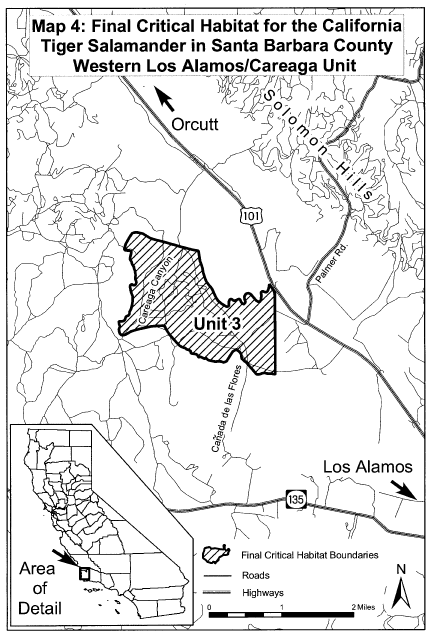 Map 4: Final Critical Habitat for the California
Tiger Salamander in Santa Barbara County
Western Los Alamos/Careaga Unit
Orcutt
Solomon Hills
101
Palmer Rd.
Careaga Canyon
Unit 3
Cañada de las Flores
Los Alamos
135
Area
of
Detail
Final Critical Habitat Boundaries
Roads
Highways
N
0 1 2 Miles